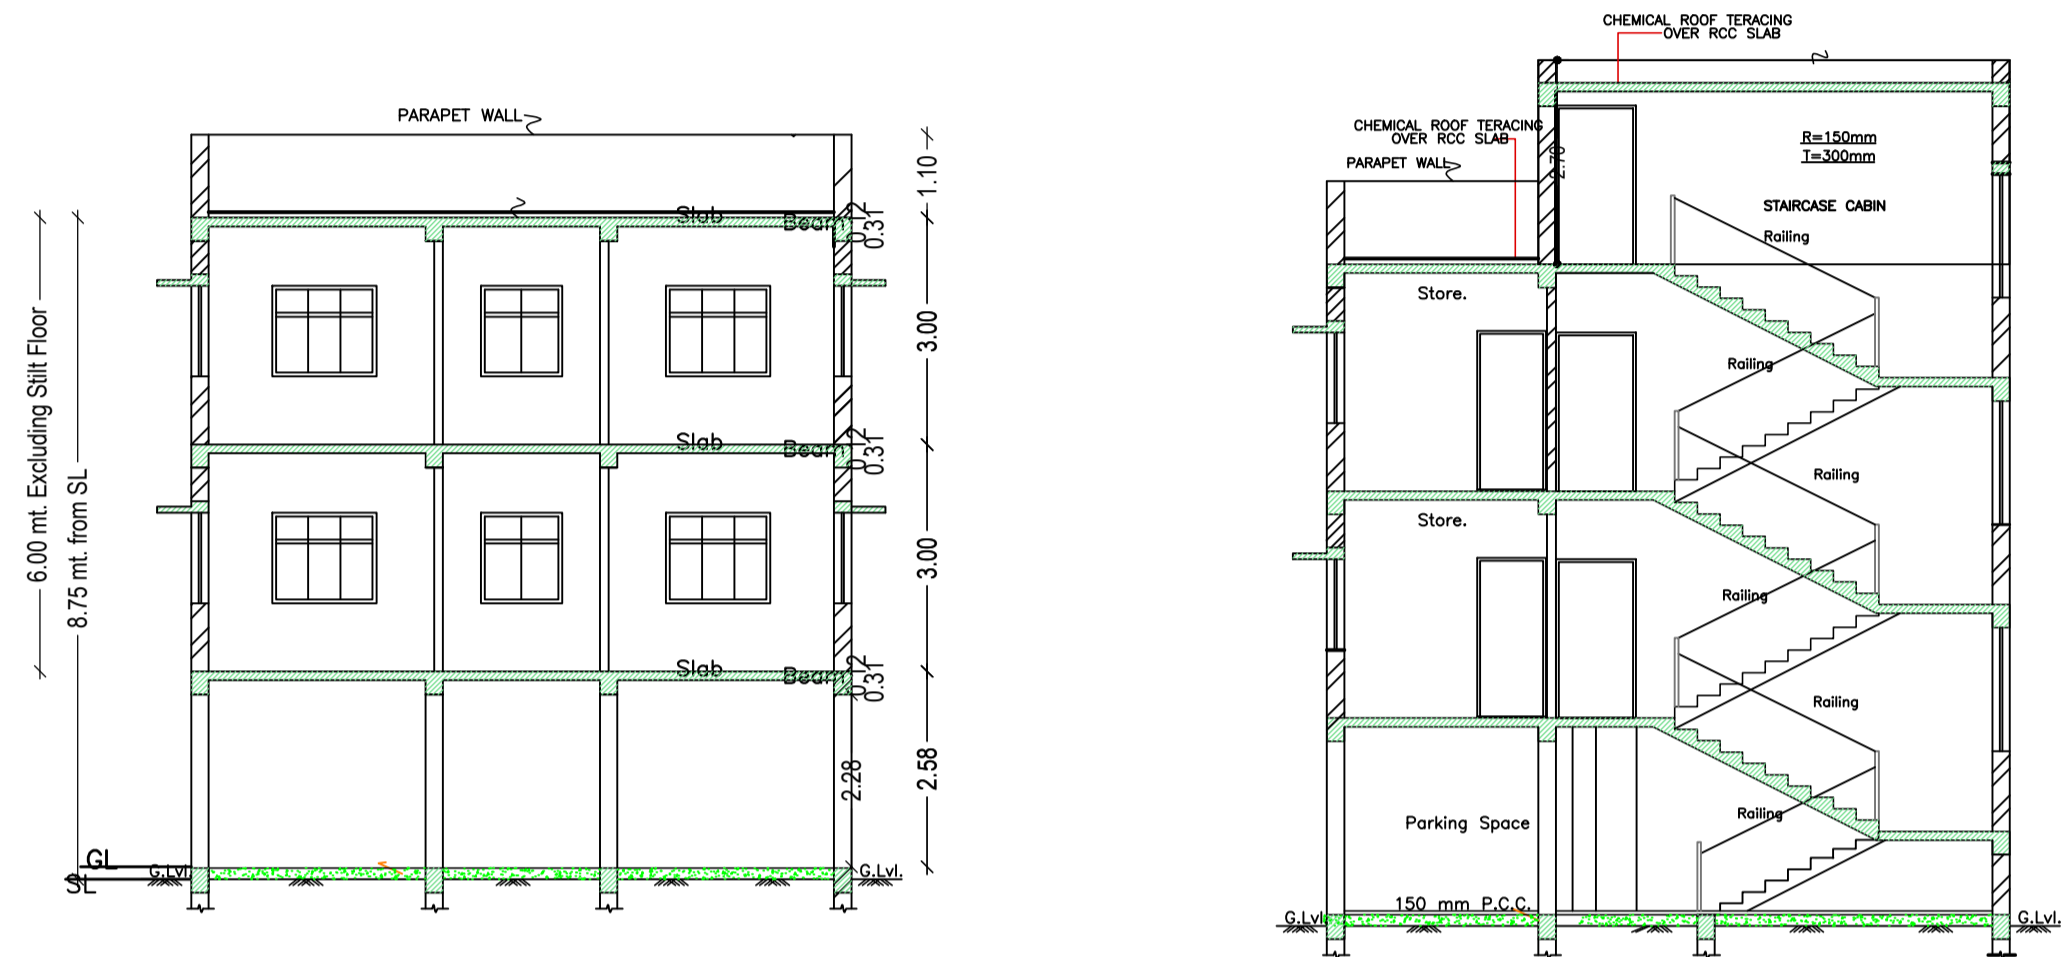 PARAPET WALL
1.10
Slab
Beam
0.12
0.31
6.00 mt. Excluding Stilt Floor
8.75 mt. from SL
3.00
Slab
Beam
0.12
0.31
3.00
Slab
Beam
0.12
0.31
2.28
2.58
GL
SL
G.Lvl.
G.Lvl.
CHEMICAL ROOF TERACING
OVER RCC SLAB
CHEMICAL ROOF TERACING
OVER RCC SLAB
PARAPET WALL
2.70
R=150mm
T=300mm
STAIRCASE CABIN
Railing
Store.
Railing
Railing
Store.
Railing
Railing
Parking Space
Railing
150 mm P.C.C.
G.Lvl.
G.Lvl.